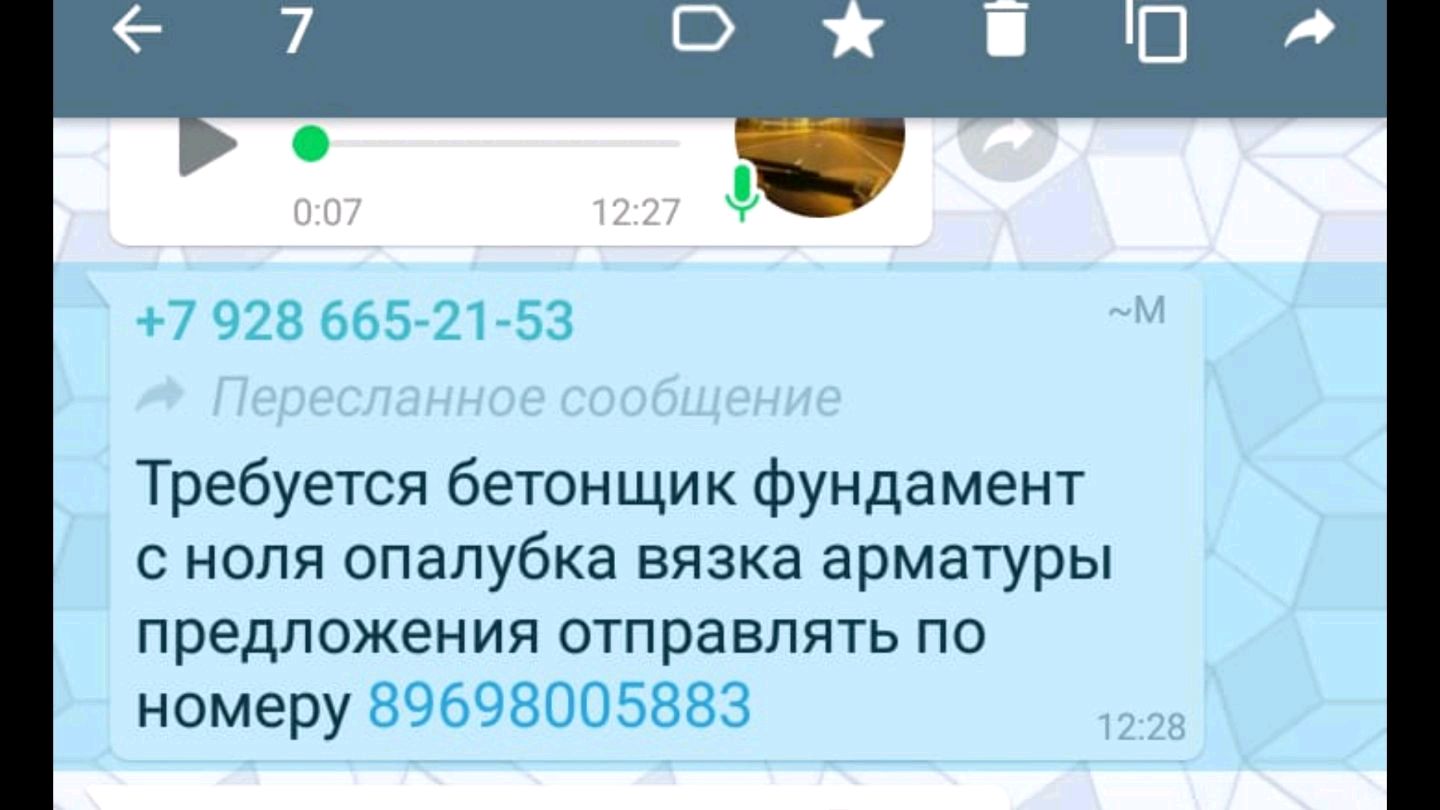 7
0:07 12:27
+7 928 665-21-53 ~M
Пересланное сообщение
Требуется бетонщик фундамент
с ноля опалубка вязка арматуры
предложения отправлять по
номеру 89698005883
12:28